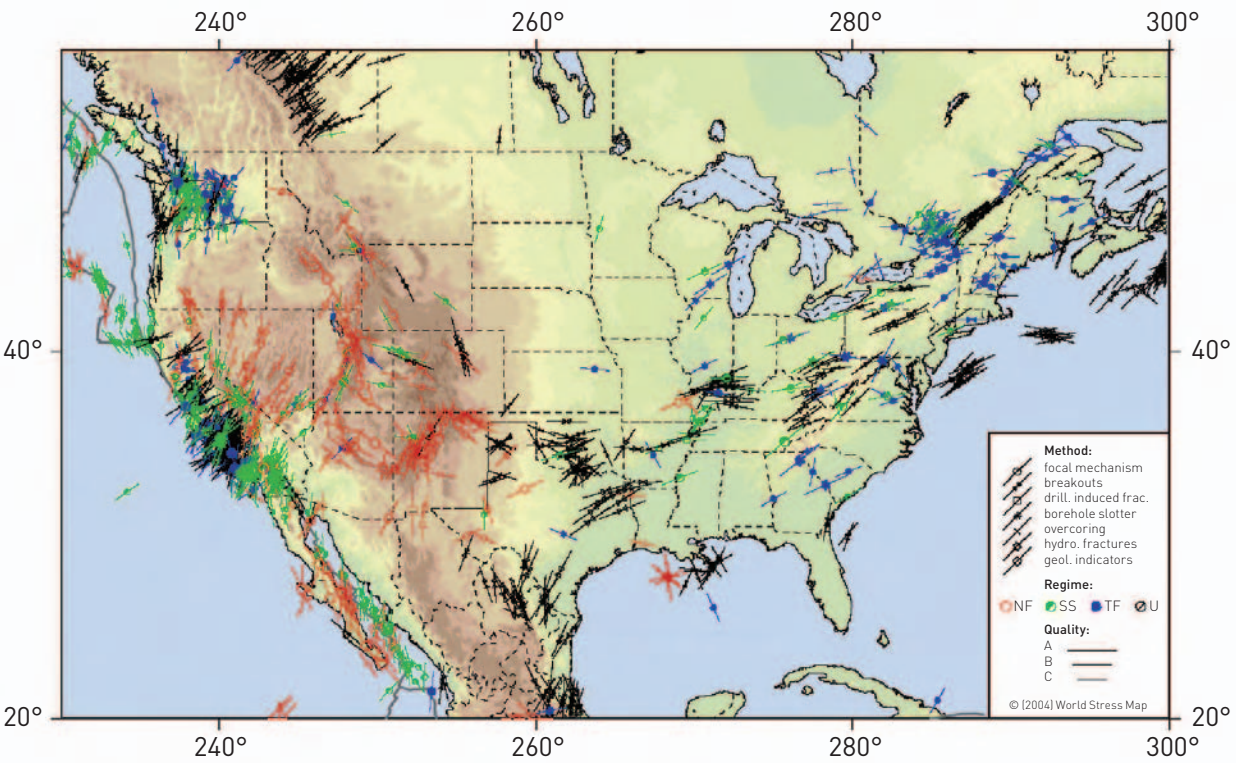 240° 260° 280° 300°
40° 40°
Method:
focal mechanism
breakouts
drill. induced frac.
borehole slotter
overcoring
hydro. fractures
geol. indicators
Regime:
NF SS TF U
Quality:
A
B
C
© (2004) World Stress Map
20° 20°
240° 260° 280° 300°